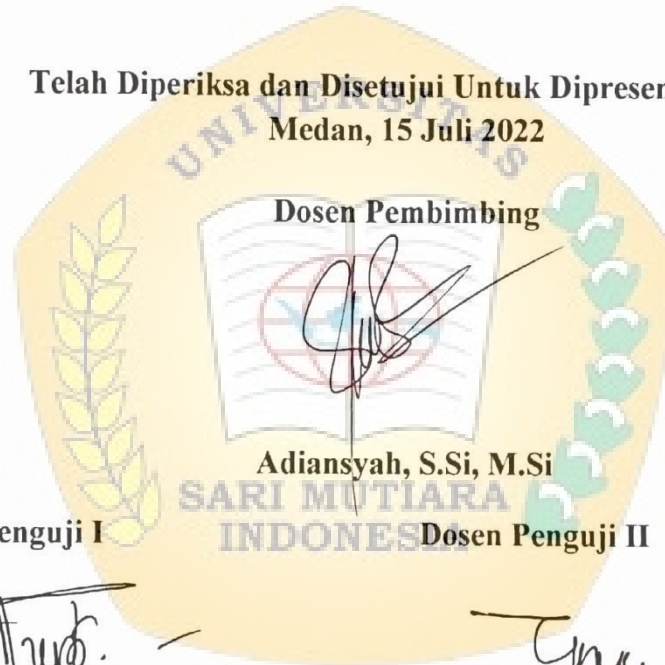 Telah Diperiksa dan Disetujui Untuk Dipresen
Medan, 15 Juli 2022
UNIVERSITAS
Dosen Pembimbing
Adiansyah, S.Si, M.Si
SARI MUTIARA
INDONESIA
enguji I
Dosen Penguji II